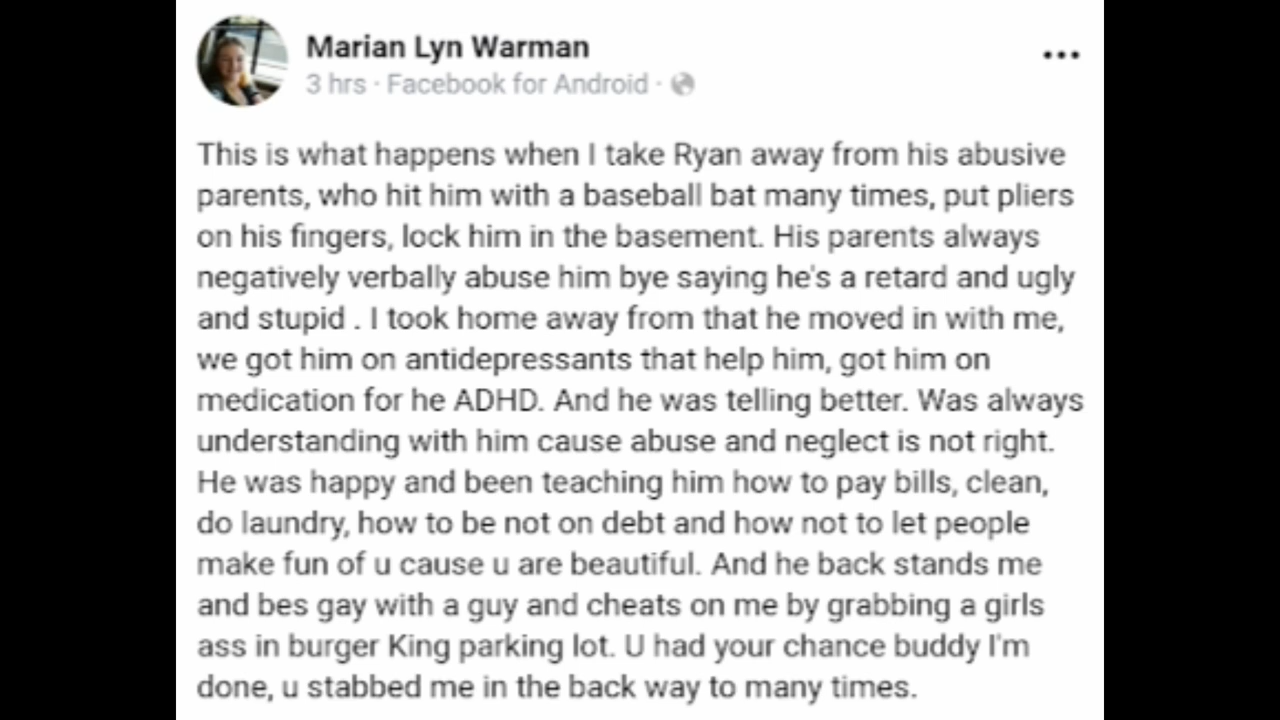 Marian Lyn Warman
3 hrs · Facebook for Android ·
This is what happens when I take Ryan away from his abusive
parents, who hit him with a baseball bat many times, put pliers
on his fingers, lock him in the basement. His parents always
negatively verbally abuse him bye saying he's a retard and ugly
and stupid . I took home away from that he moved in with me,
we got him on antidepressants that help him, got him on
medication for he ADHD. And he was telling better. Was always
understanding with him cause abuse and neglect is not right.
He was happy and been teaching him how to pay bills, clean,
do laundry, how to be not on debt and how not to let people
make fun of u cause u are beautiful. And he back stands me
and bes gay with a guy and cheats on me by grabbing a girls
ass in burger King parking lot. U had your chance buddy I'm
done, u stabbed me in the back way to many times.